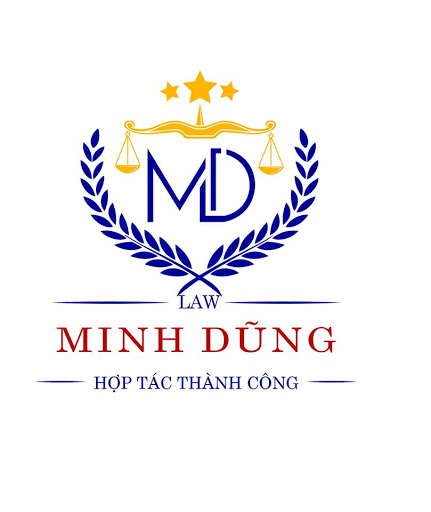 MD
LAW
MINH DŨNG
HỢP TÁC THÀNH CÔNG